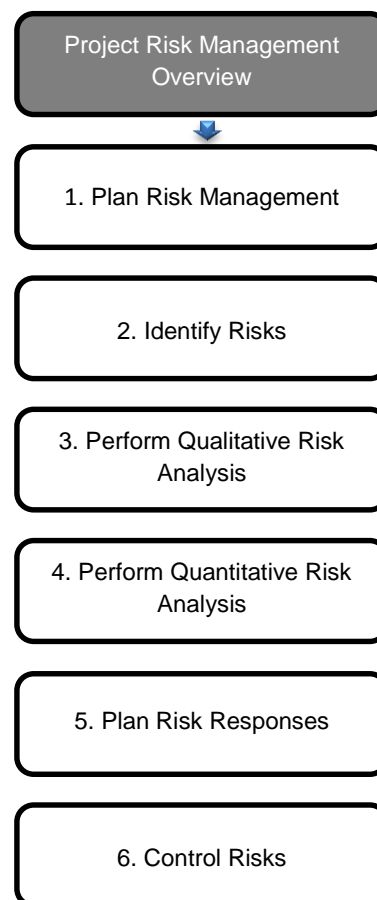 Project Risk Management
Overview
1. Plan Risk Management
2. Identify Risks
3. Perform Qualitative Risk
Analysis
4. Perform Quantitative Risk
Analysis
5. Plan Risk Responses
6. Control Risks